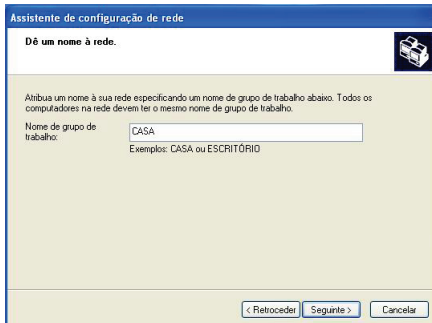 Assistente de configuração de rede
Dê um nome à rede.
Atribua um nome à sua rede especificando um nome de grupo de trabalho abaixo. Todos os
computadores na rede devem ter o mesmo nome de grupo de trabalho.
Nome de grupo de
trabalho:
CASA
Exemplos: CASA ou ESCRITÓRIO
< Retroceder
Seguinte >
Cancelar